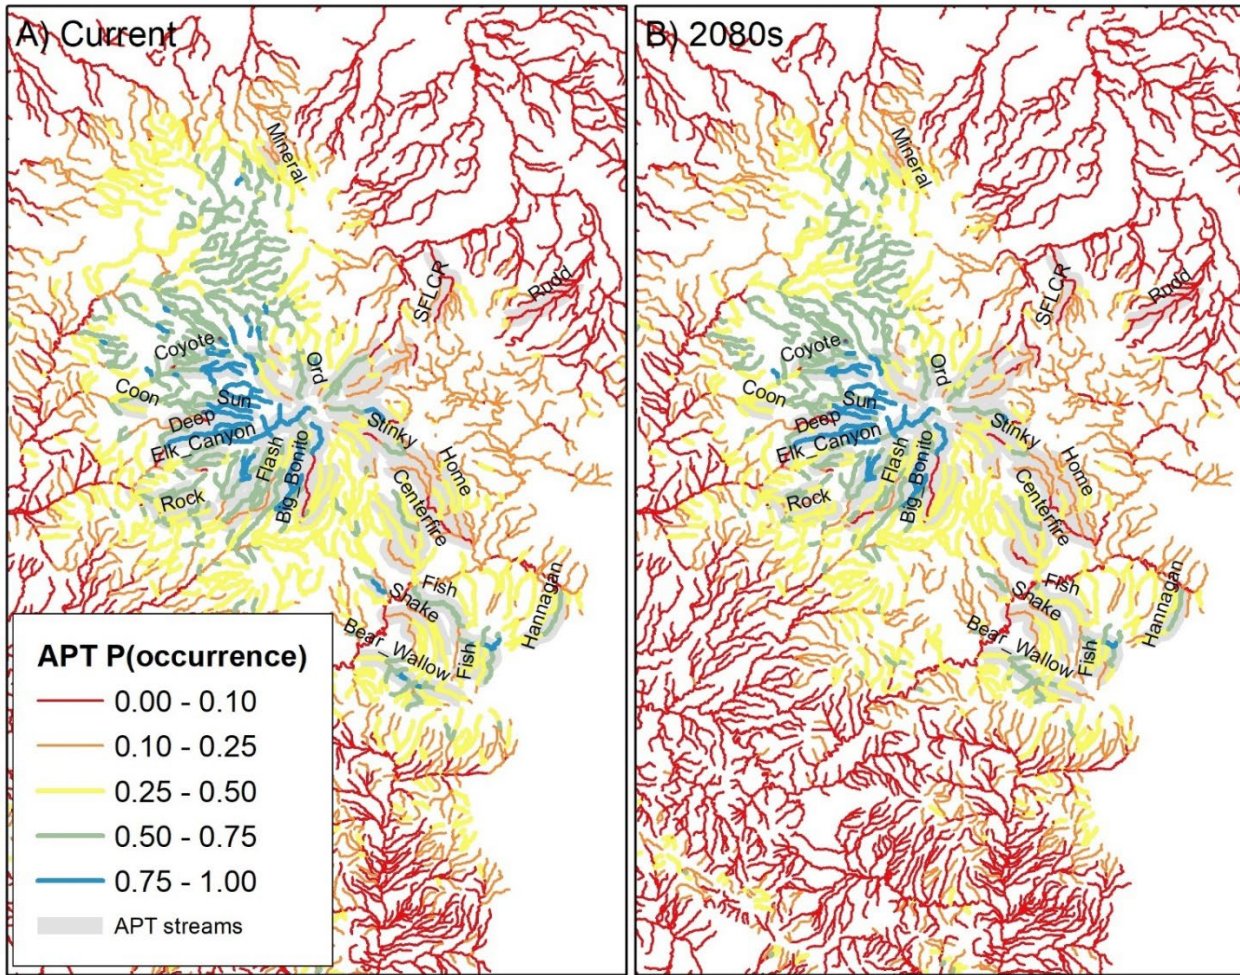 A) Current
Mineral
SFLCR
Rudd
Coyote
Ord
Coon
Sun
Deep
Elk_Canyon
Stinky
Flash
Big_Bonito
Home
Rock
Centerfire
Fish
Snake
Hannagan
Bear_Wallow
Fish
APT P(occurrence)
0.00 - 0.10
0.10 - 0.25
0.25 - 0.50
0.50 - 0.75
0.75 - 1.00
APT streams
B) 2080s
Mineral
SFLCR
Rudd
Coyote
Ord
Coon
Sun
Deep
Elk_Canyon
Stinky
Flash
Big_Bonito
Home
Rock
Centerfire
Fish
Snake
Hannagan
Bear_Wallow
Fish